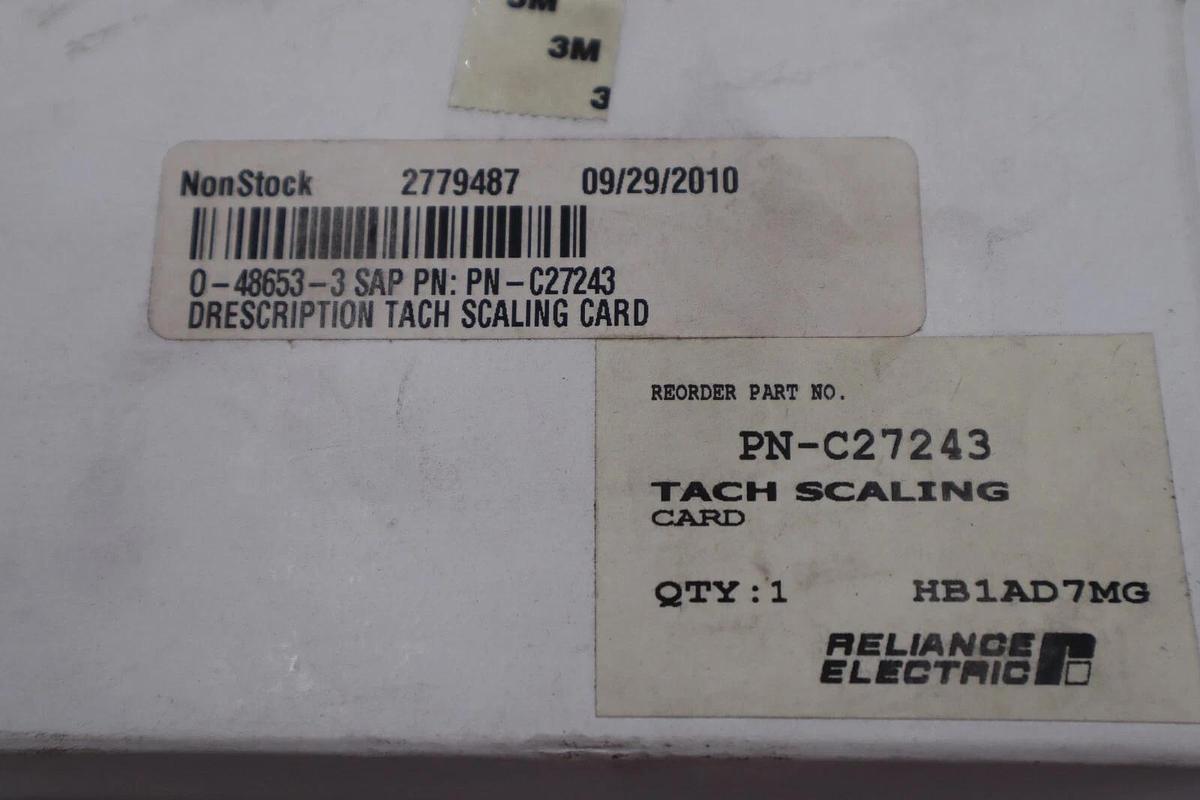 3M
3M
3
NonStock 2779487 09/29/2010
0-48653-3 SAP PN: PN-C27243
DRESCRIPTION TACH SCALING CARD
REORDER PART NO.
PN-C27243
TACH SCALING
CARD
QTY:1 HB1AD7MG
RELIANCE
ELECTRIC